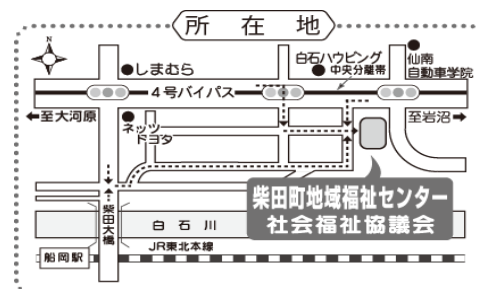 所在地
白石ハウビング
中央分離帯
仙南
自動車学院
しまむら
4号バイパス
←至大河原
至岩沼→
ネッツ
トヨタ
柴田町地域福祉センター
社会福祉協議会
柴田大橋
白石川
JR東北本線
船岡駅